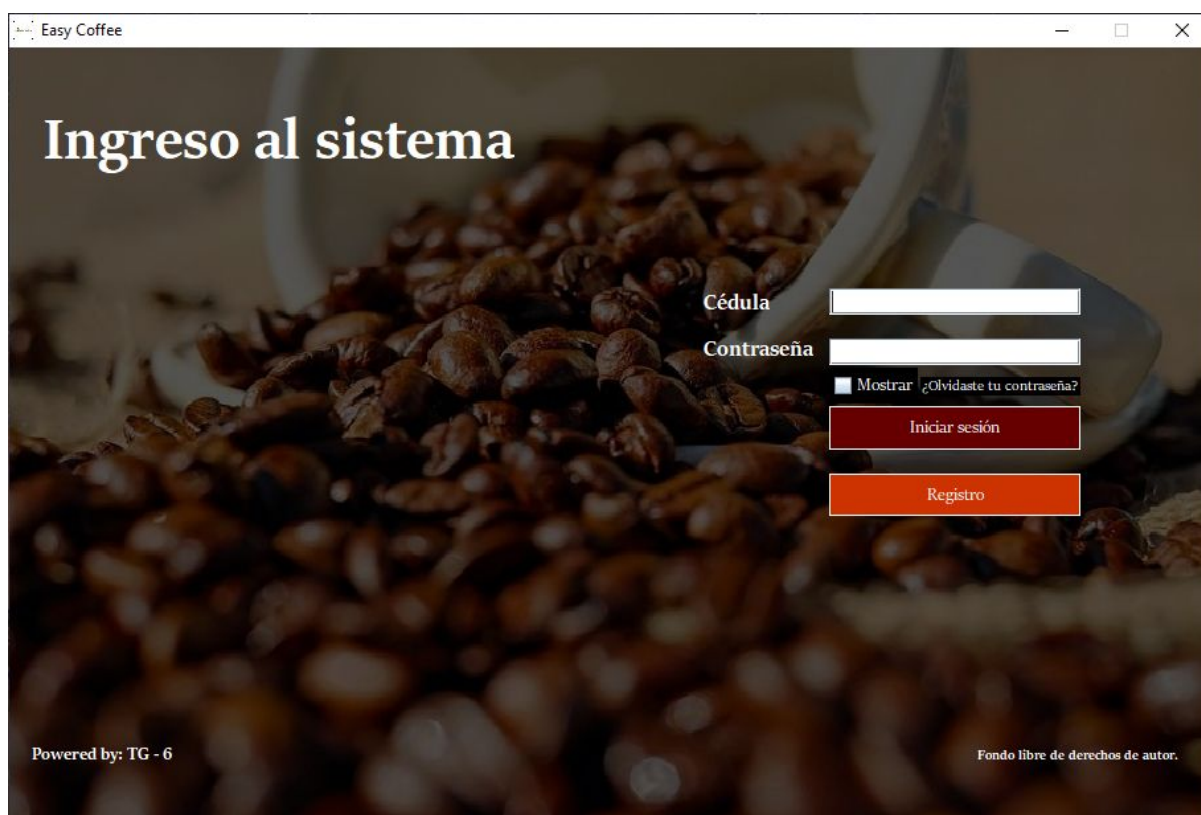 Easy Coffee
Ingreso al sistema
Cédula
Contraseña
Mostrar ¿Olvidaste tu contraseña?
Iniciar sesión
Registro
Powered by: TG - 6
Fondo libre de derechos de autor.